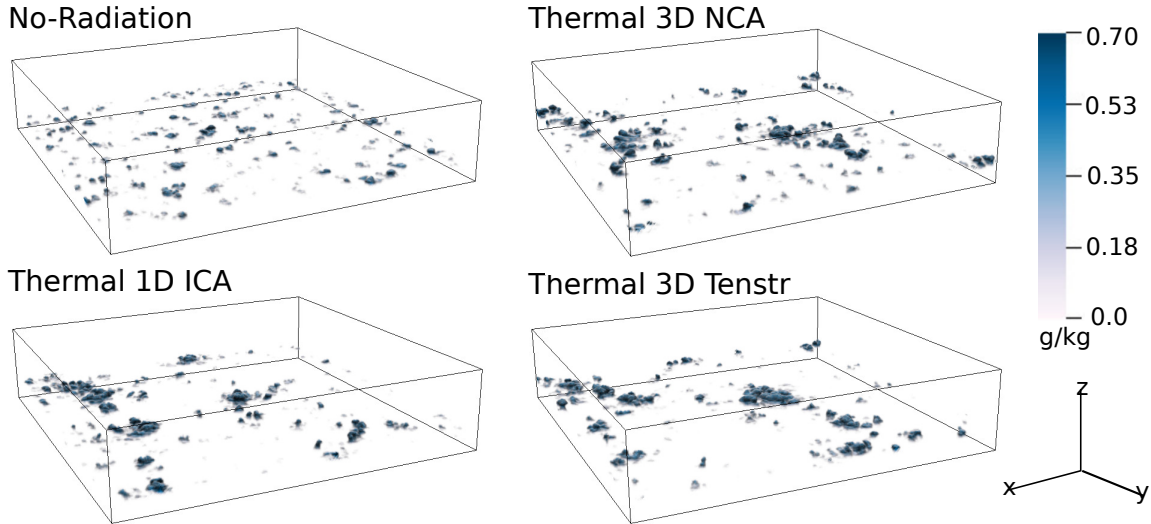 No-Radiation
Thermal 3D NCA
0.70
0.53
0.35
0.18
0.0
g/kg
Thermal 1D ICA
Thermal 3D Tenstr
z
x
y